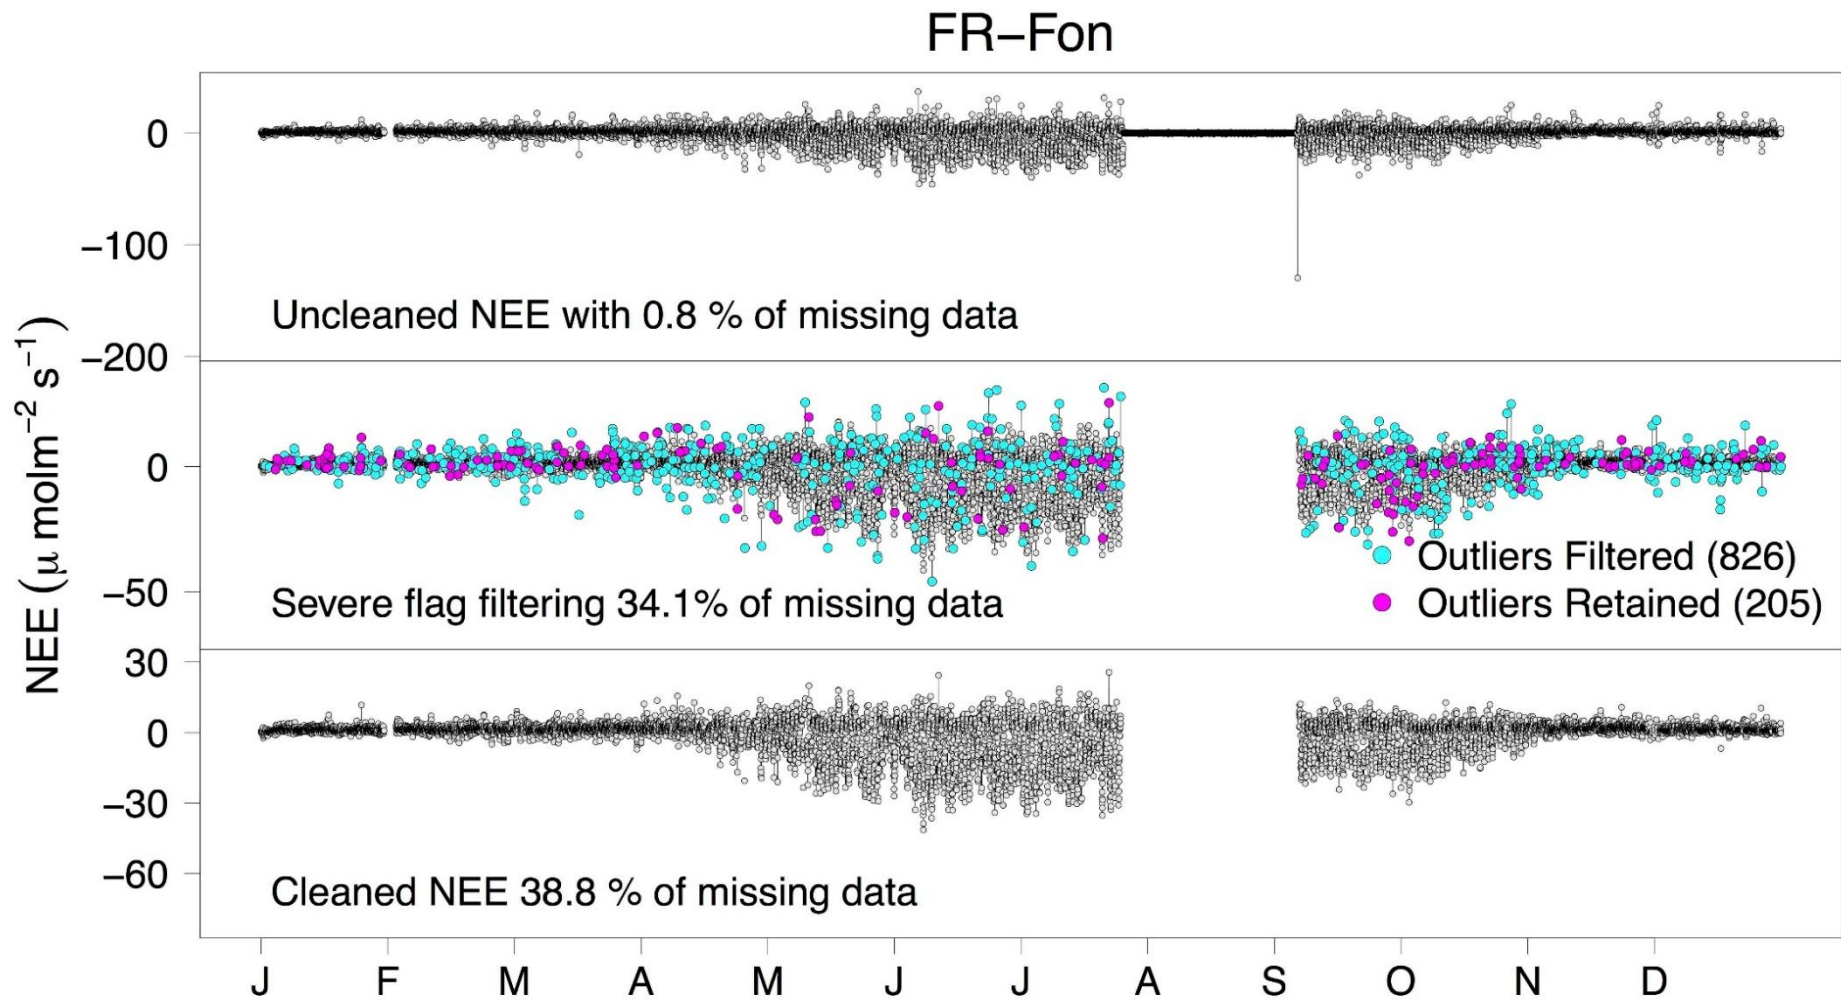 FR−Fon
0
−100
−200
Uncleaned NEE with 0.8 % of missing data
NEE (μ molm−2 s−1)
0
−50
Severe flag filtering 34.1% of missing data
Outliers Filtered (826)
Outliers Retained (205)
30
0
−30
−60
Cleaned NEE 38.8 % of missing data
J F M A M J J A S O N D